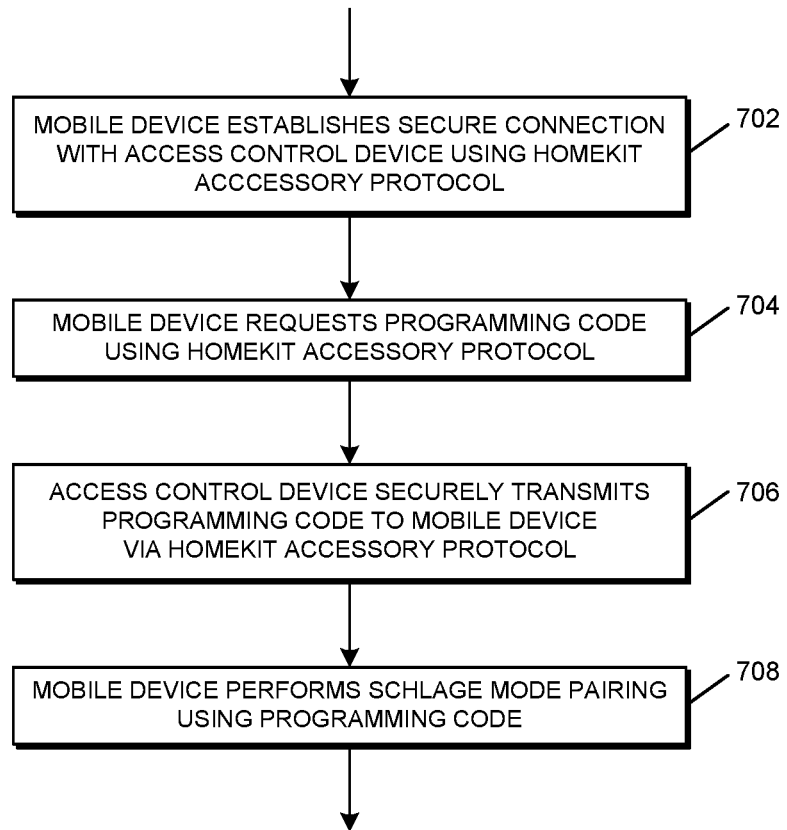 MOBILE DEVICE ESTABLISHES SECURE CONNECTION
WITH ACCESS CONTROL DEVICE USING HOMEKIT
ACCCESSORY PROTOCOL
702
MOBILE DEVICE REQUESTS PROGRAMMING CODE
USING HOMEKIT ACCESSORY PROTOCOL
704
ACCESS CONTROL DEVICE SECURELY TRANSMITS
PROGRAMMING CODE TO MOBILE DEVICE
VIA HOMEKIT ACCESSORY PROTOCOL
706
MOBILE DEVICE PERFORMS SCHLAGE MODE PAIRING
USING PROGRAMMING CODE
708